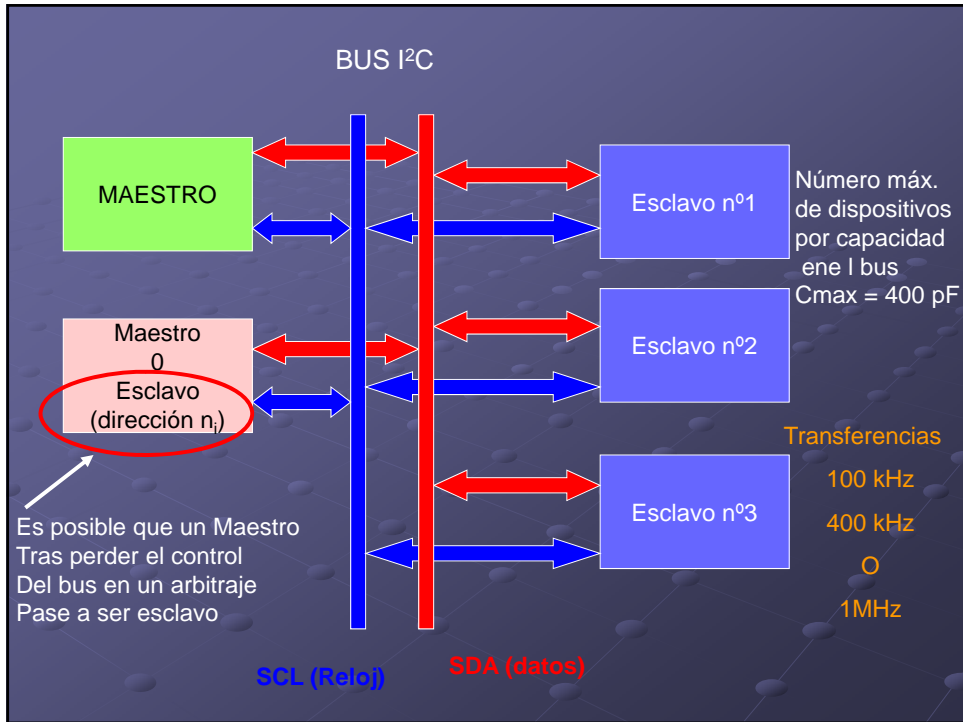 BUS I²C
MAESTRO
Maestro
0
Esclavo
(dirección nᵢ)
Es posible que un Maestro
Tras perder el control
Del bus en un arbitraje
Pase a ser esclavo
SCL (Reloj)
SDA (datos)
Esclavo nº1
Esclavo nº2
Esclavo nº3
Número máx.
de dispositivos
por capacidad
ene l bus
Cmax = 400 pF
Transferencias
100 kHz
400 kHz
O
1MHz